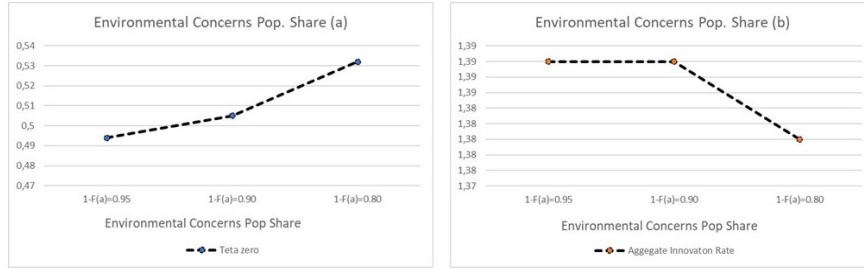 Environmental Concerns Pop. Share (a)
0,54
0,53
0,52
0,51
0,5
0,49
0,48
0,47
1-F(a)=0.95
1-F(a)=0.90
1-F(a)=0.80
Environmental Concerns Pop Share
Teta zero
Environmental Concerns Pop. Share (b)
1,39
1,39
1,39
1,39
1,38
1,38
1,38
1,38
1,38
1,37
1-F(a)=0.95
1-F(a)=0.90
1-F(a)=0.80
Environmental Concerns Pop Share
Aggegate Innovaton Rate